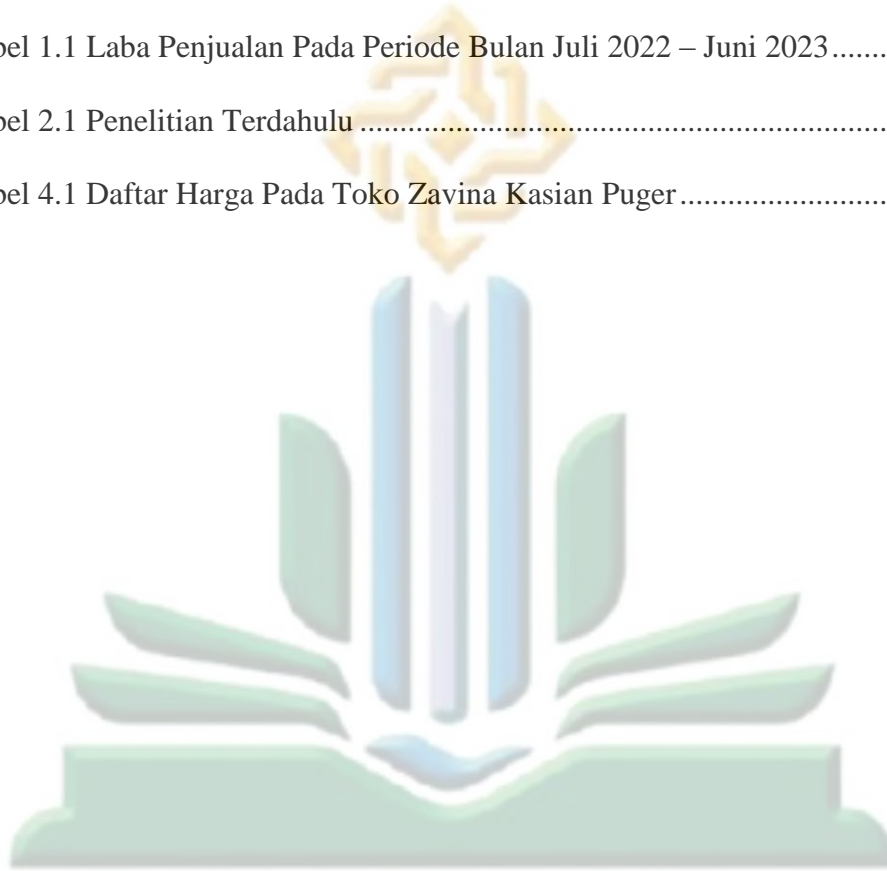 bel 1.1 Laba Penjualan Pada Periode Bulan Juli 2022 – Juni 2023.......
bel 2.1 Penelitian Terdahulu..................................................................
bel 4.1 Daftar Harga Pada Toko Zavina Kasian Puger..........................